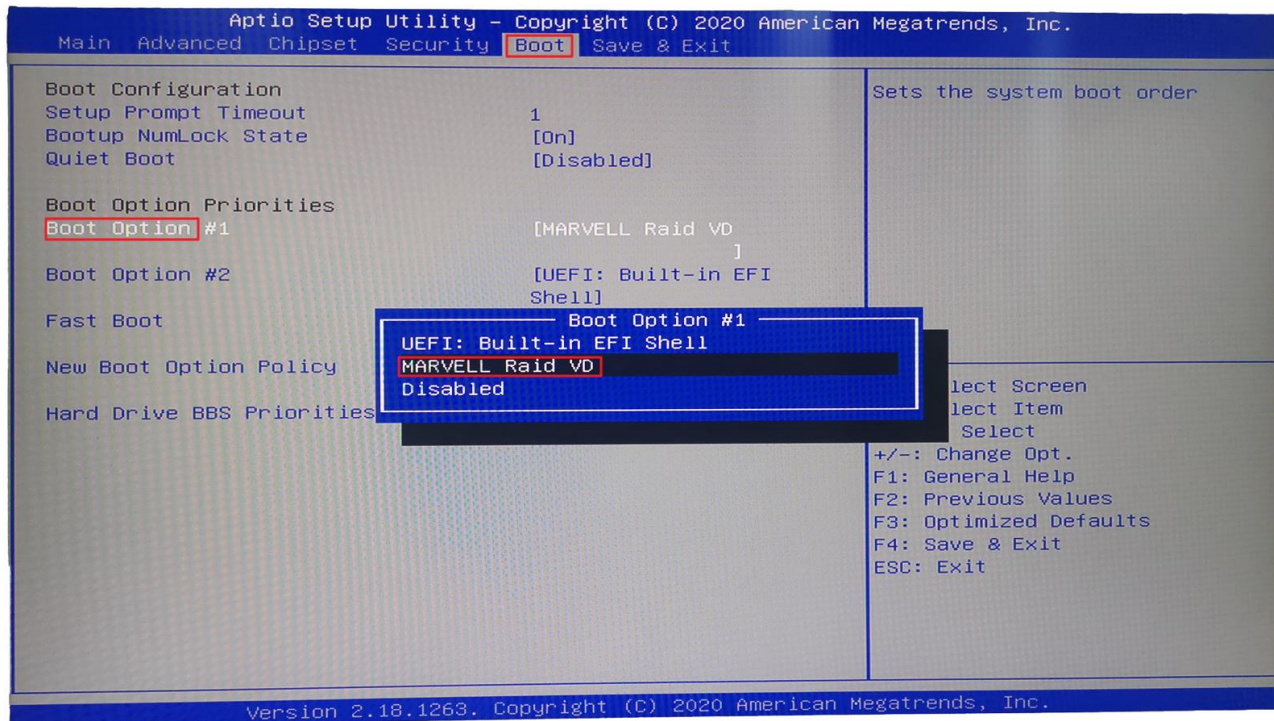 Aptio Setup Utility – Copyright (C) 2020 American Megatrends, Inc.
Main Advanced Chipset Security Boot Save & Exit
Boot Configuration
Setup Prompt Timeout 1
Bootup NumLock State [On]
Quiet Boot [Disabled]
Boot Option Priorities
Boot Option #1 [MARVELL Raid VD
]
Boot Option #2 [UEFI: Built-in EFI
Shell]
Fast Boot
New Boot Option Policy
Hard Drive BBS Priorities
Boot Option #1
UEFI: Built-in EFI Shell
MARVELL Raid VD
Disabled
Sets the system boot order
lect Screen
lect Item
Select
+/-: Change Opt.
F1: General Help
F2: Previous Values
F3: Optimized Defaults
F4: Save & Exit
ESC: Exit
Version 2.18.1263. Copyright (C) 2020 American Megatrends, Inc.